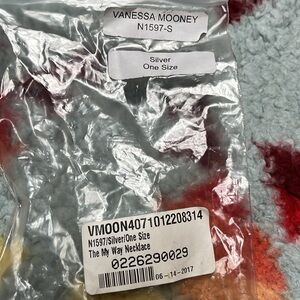 VANESSA MOONEY
N1597-S
Silver
One Size
VMOON4071012208314
N1597/Silver/One Size
The My Way Necklace
0226290029
06-14-2017